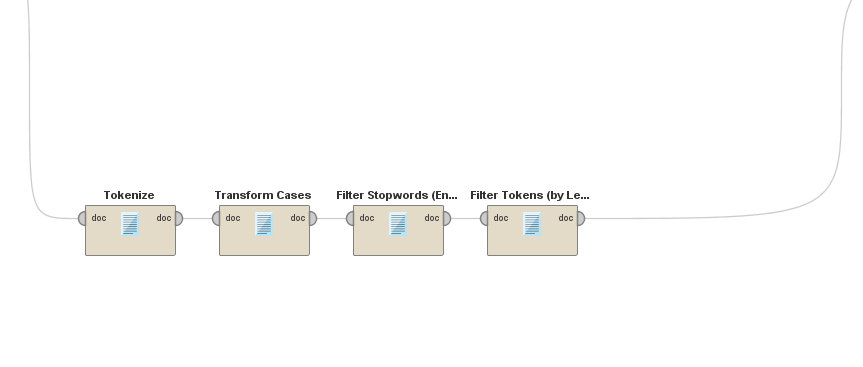 Tokenize
Transform Cases
Filter Stopwords (En...
Filter Tokens (by Le...
doc doc
doc doc
doc doc
doc doc